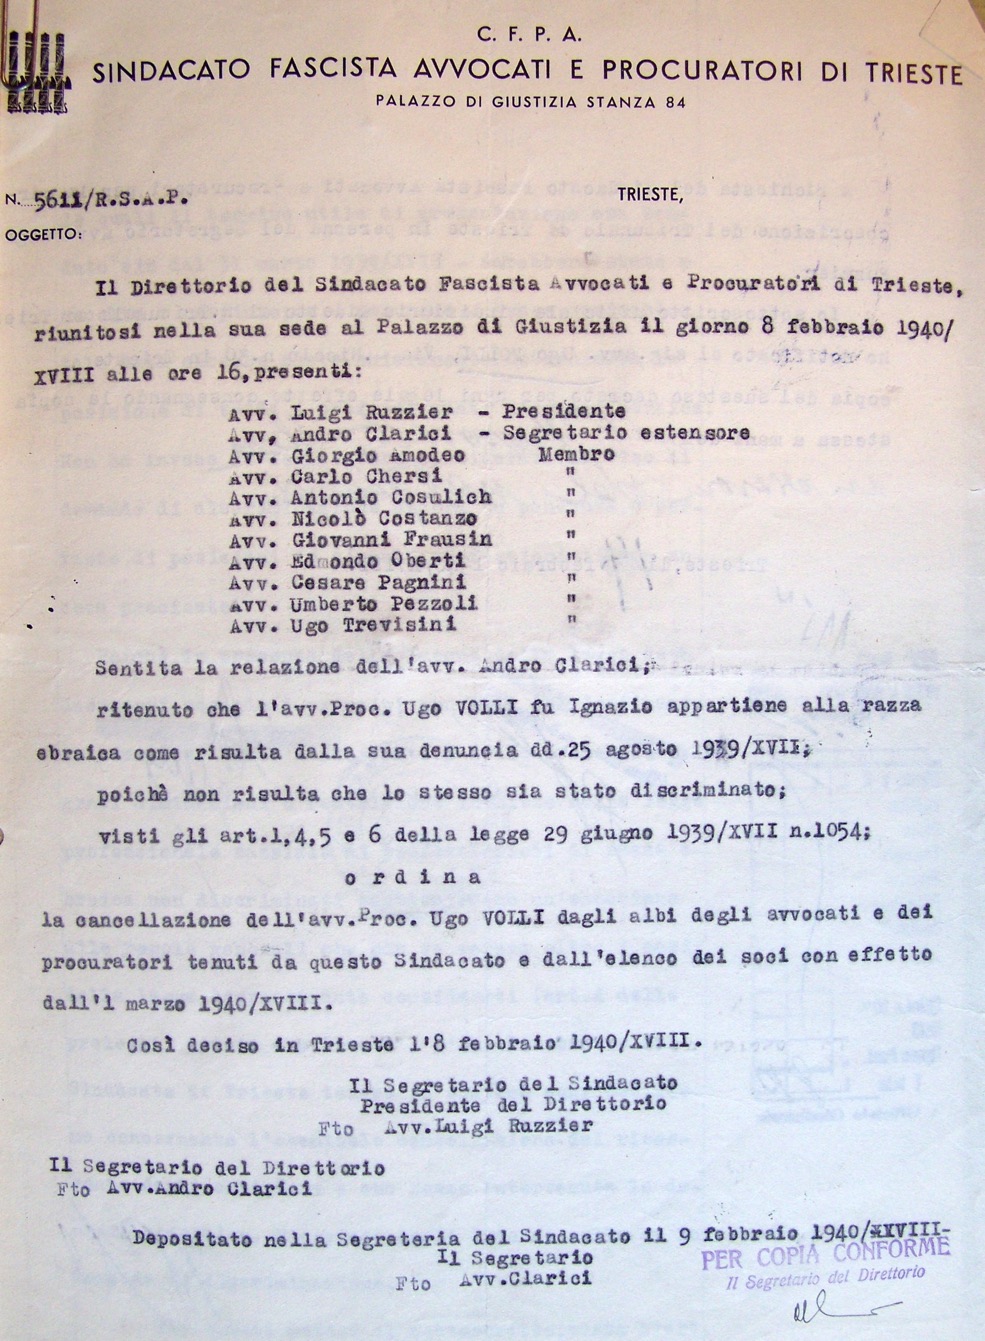 C. F. P. A.
SINDACATO FASCISTA AVVOCATI E PROCURATORI DI TRIESTE
PALAZZO DI GIUSTIZIA STANZA 84
N. 5611/R.S.A.P.
TRIESTE,
OGGETTO:
Il Direttorio del Sindacato Fascista Avvocati e Procuratori di Trieste,
riunitosi nella sua sede al Palazzo di Giustizia il giorno 8 febbraio 1940/
XVIII alle ore 16,presenti:
Avv. Luigi Ruzzier - Presidente
Avv, Andro Clarici - Segretario estensore
Avv. Giorgio Amodeo Membro
Avv. Carlo Chersi "
Avv. Antonio Cosulich "
Avv. Nicolò Costanzo "
Avv. Giovanni Frausin "
Avv. Edmondo Oberti "
Avv. Cesare Pagnini "
Avv. Umberto Pezzoli "
Avv. Ugo Trevisini "
Sentita la relazione dell'avv. Andro Clarici;
ritenuto che l'avv.Proc. Ugo VOLLI fu Ignazio appartiene alla razza
ebraica come risulta dalla sua denuncia dd.25 agosto 1939/XVII;
poichè non risulta che lo stesso sia stato discriminato;
visti gli art.1,4,5 e 6 della legge 29 giugno 1939/XVII n.1054;
o r d i n a
la cancellazione dell'avv.Proc. Ugo VOLLI dagli albi degli avvocati e dei
procuratori tenuti da questo Sindacato e dall'elenco dei soci con effetto
dall'1 marzo 1940/XVIII.
Così deciso in Trieste l'8 febbraio 1940/XVIII.
Il Segretario del Sindacato
Presidente del Direttorio
Fto Avv.Luigi Ruzzier
Il Segretario del Direttorio
Fto Avv.Andro Clarici
Depositato nella Segreteria del Sindacato il 9 febbraio 1940/XVIII-
Il Segretario
Fto Avv.Clarici
PER COPIA CONFORME
Il Segretario del Direttorio